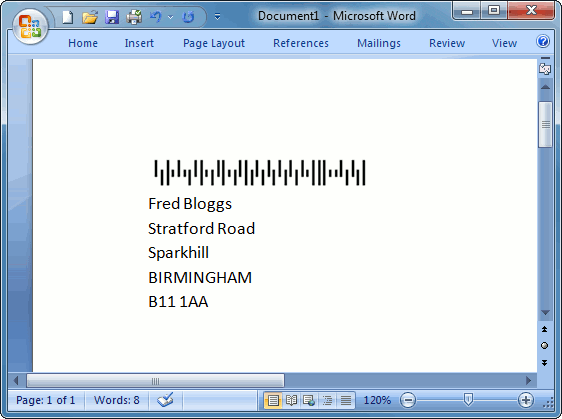 Document1 - Microsoft Word
Home Insert Page Layout References Mailings Review View
Fred Bloggs
Stratford Road
Sparkhill
BIRMINGHAM
B11 1AA
Page: 1 of 1 Words: 8 120%